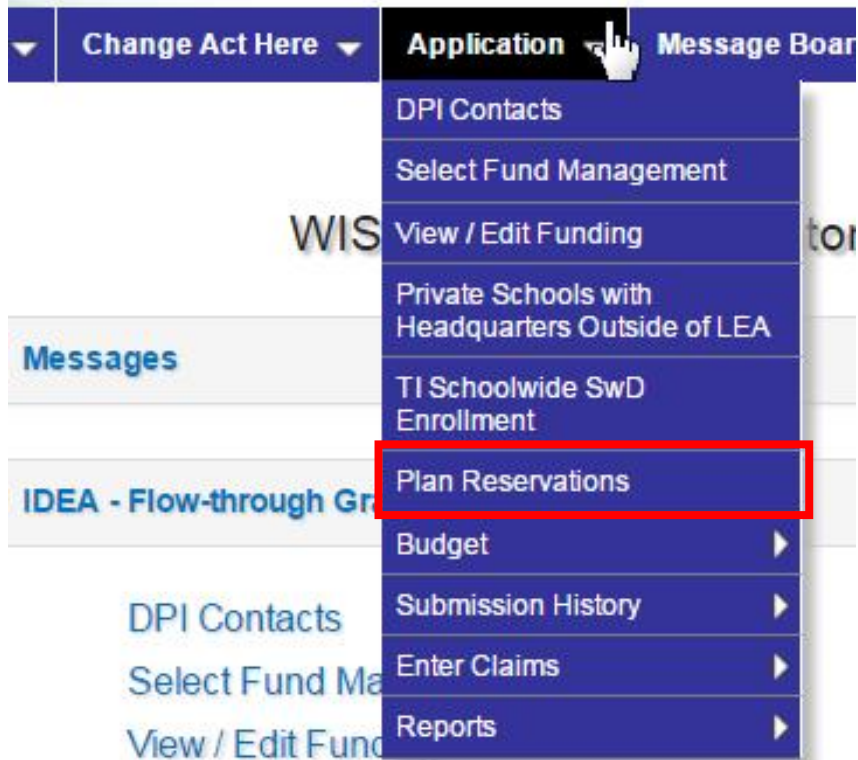 Change Act Here
Application
Message Boar
DPI Contacts
Select Fund Management
WIS
View / Edit Funding
tor
Private Schools with
Headquarters Outside of LEA
Messages
TI Schoolwide SwD
Enrollment
Plan Reservations
IDEA - Flow-through Gra
Budget
DPI Contacts
Submission History
Select Fund Ma
Enter Claims
View / Edit Func
Reports